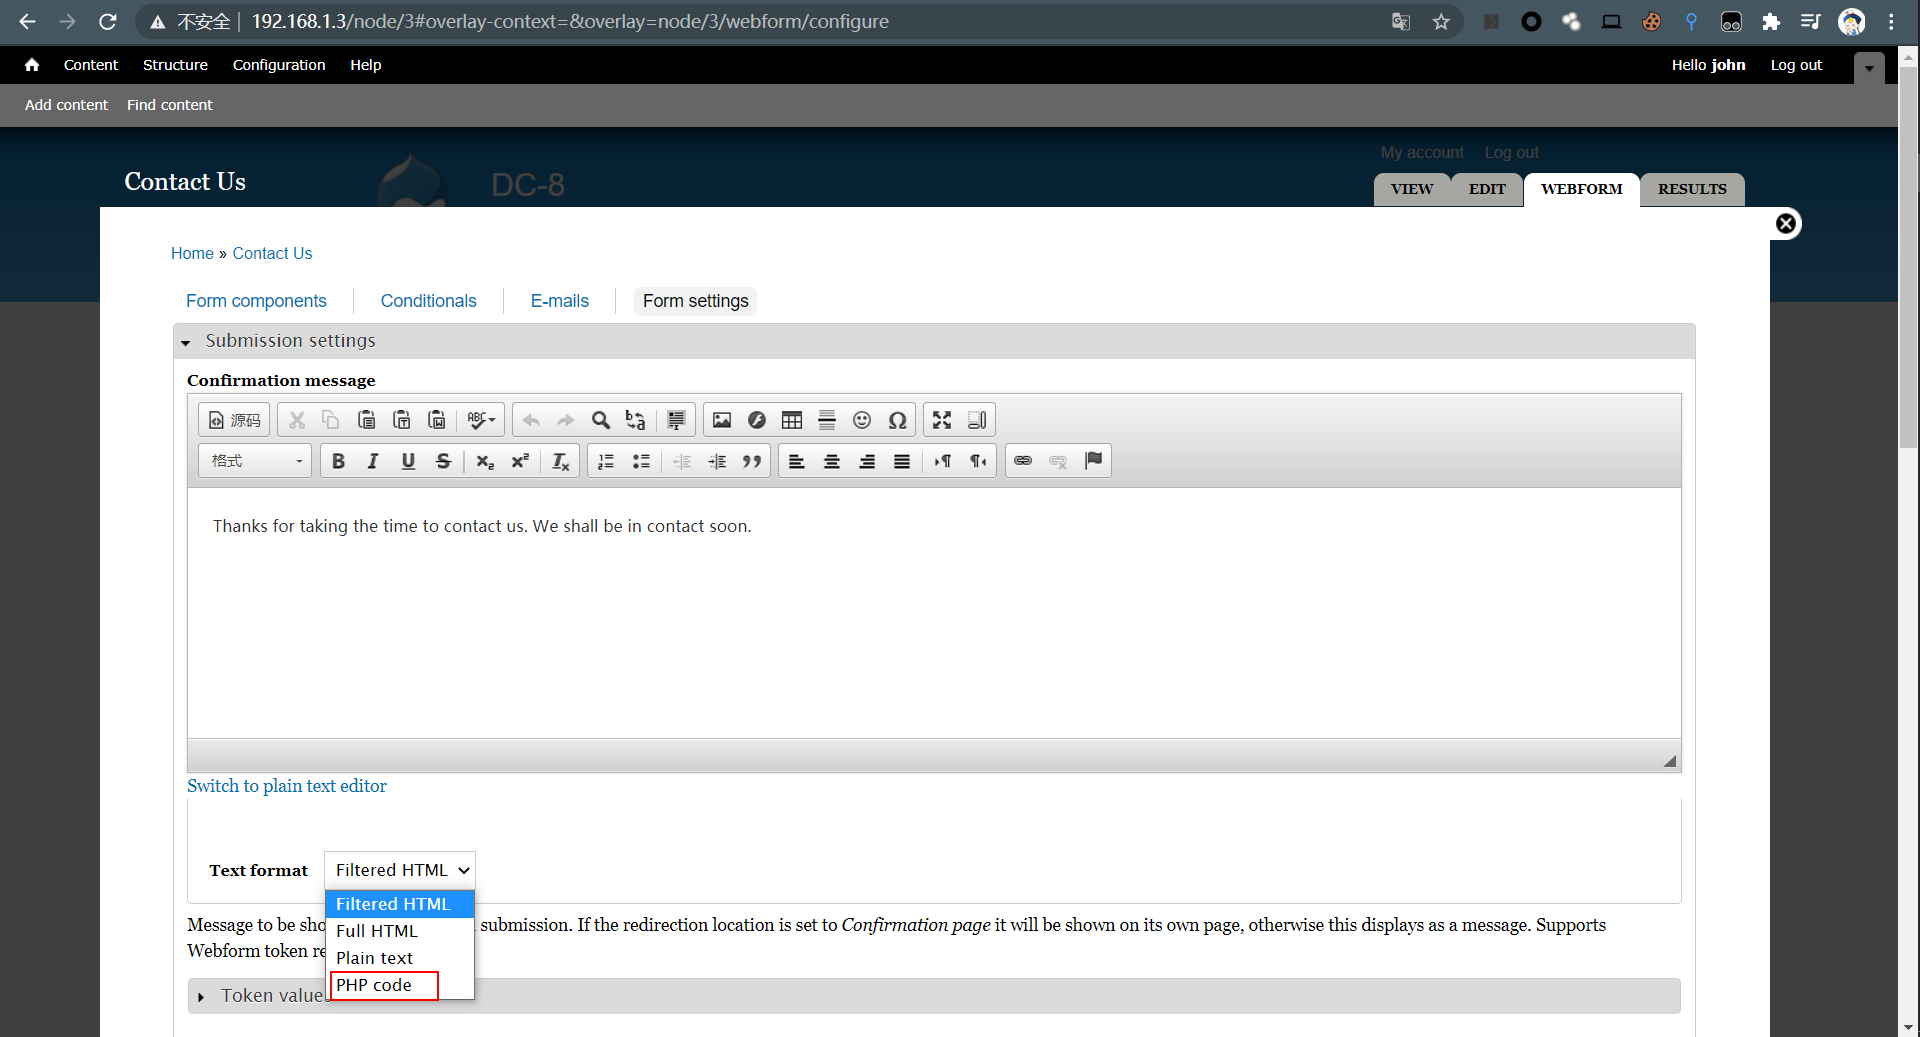 不安全 192.168.1.3/node/3#overlay-context=&overlay=node/3/webform/configure
Content Structure Configuration Help Hello john Log out
Add content Find content
My account Log out
Contact Us DC-8
VIEW EDIT WEBFORM RESULTS
Home » Contact Us
Form components Conditionals E-mails Form settings
Submission settings
Confirmation message
源码
格式
Thanks for taking the time to contact us. We shall be in contact soon.
Switch to plain text editor
Text format Filtered HTML
Filtered HTML
Full HTML
Plain text
PHP code
Message to be submission. If the redirection location is set to Confirmation page it will be shown on its own page, otherwise this displays as a message. Supports
Webform token
Token